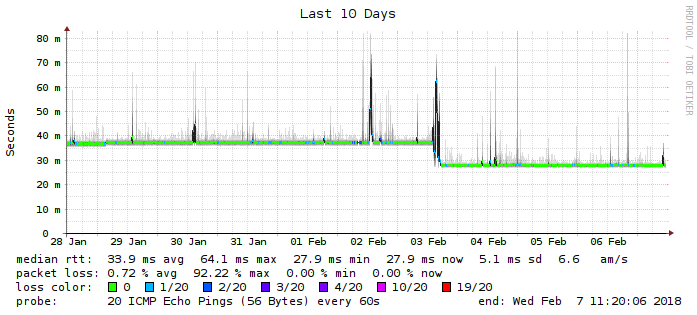 Last 10 Days
RRDTOOL / TOBI OETIKER
Seconds
80 m
70 m
60 m
50 m
40 m
30 m
20 m
10 m
0
28 Jan 29 Jan 30 Jan 31 Jan 01 Feb 02 Feb 03 Feb 04 Feb 05 Feb 06 Feb
median rtt: 33.9 ms avg 64.1 ms max 27.9 ms min 27.9 ms now 5.1 ms sd 6.6 am/s
packet loss: 0.72 % avg 92.22 % max 0.00 % min 0.00 % now
loss color: 0 1/20 2/20 3/20 4/20 10/20 19/20
probe: 20 ICMP Echo Pings (56 Bytes) every 60s end: Wed Feb 7 11:20:06 2018